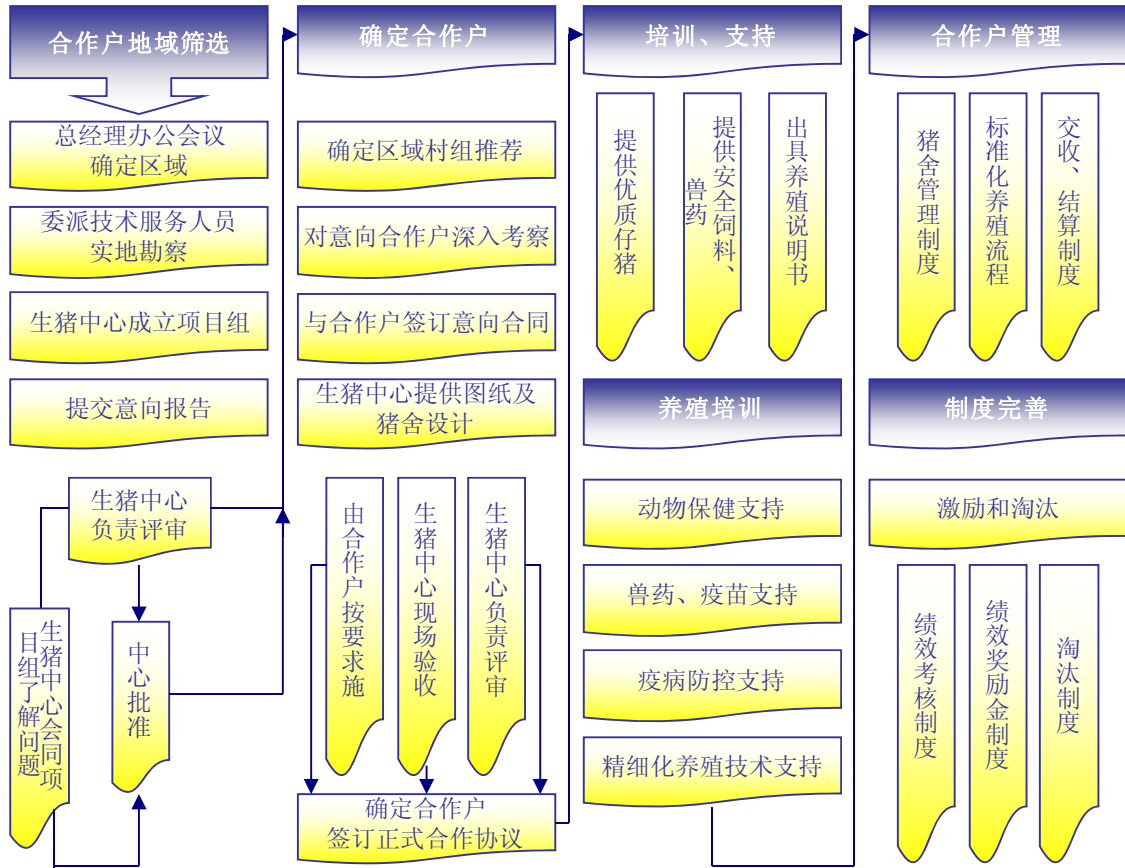 合作户地域筛选
总经理办公会议
确定区域
委派技术服务人员
实地勘察
生猪中心成立项目组
提交意向报告
生猪中心
负责评审
生猪中心会同项
目组了解问题
中心批准
确定合作户
确定区域村组推荐
对意向合作户深入考察
与合作户签订意向合同
生猪中心提供图纸及
猪舍设计
由合作户按要求施
生猪中心现场验收
生猪中心负责评审
确定合作户
签订正式合作协议
培训、支持
提供优质仔猪
提供安全饲料、
兽药
出具养殖说明书
养殖培训
动物保健支持
兽药、疫苗支持
疫病防控支持
精细化养殖技术支持
合作户管理
猪舍管理制度
标准化养殖流程
交收、结算制度
制度完善
激励和淘汰
绩效考核制度
绩效奖励金制度
淘汰制度